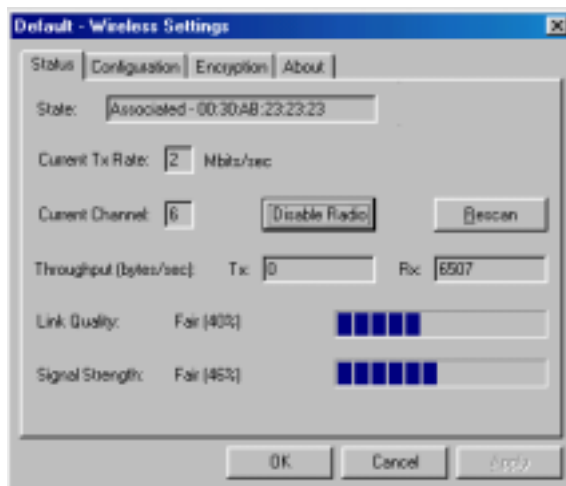 Default - Wireless Settings
Status Configuration Encryption About
State: Associated - 00:30:AB:23:23:23
Current Tx Rate: 2 Mbits/sec
Current Channel: 6 Disable Radio Rescan
Throughput (bytes/sec): Tx: 0 Rx: 6507
Link Quality: Fair (40%)
Signal Strength: Fair (46%)
OK Cancel Apply